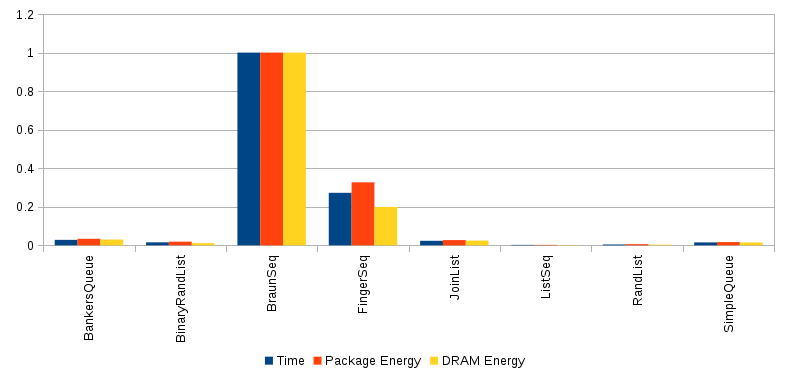 1.2
1
0.8
0.6
0.4
0.2
0
BankersQueue
BinaryRandList
BraunSeq
FingerSeq
JoinList
ListSeq
RandList
SimpleQueue
Time Package Energy DRAM Energy